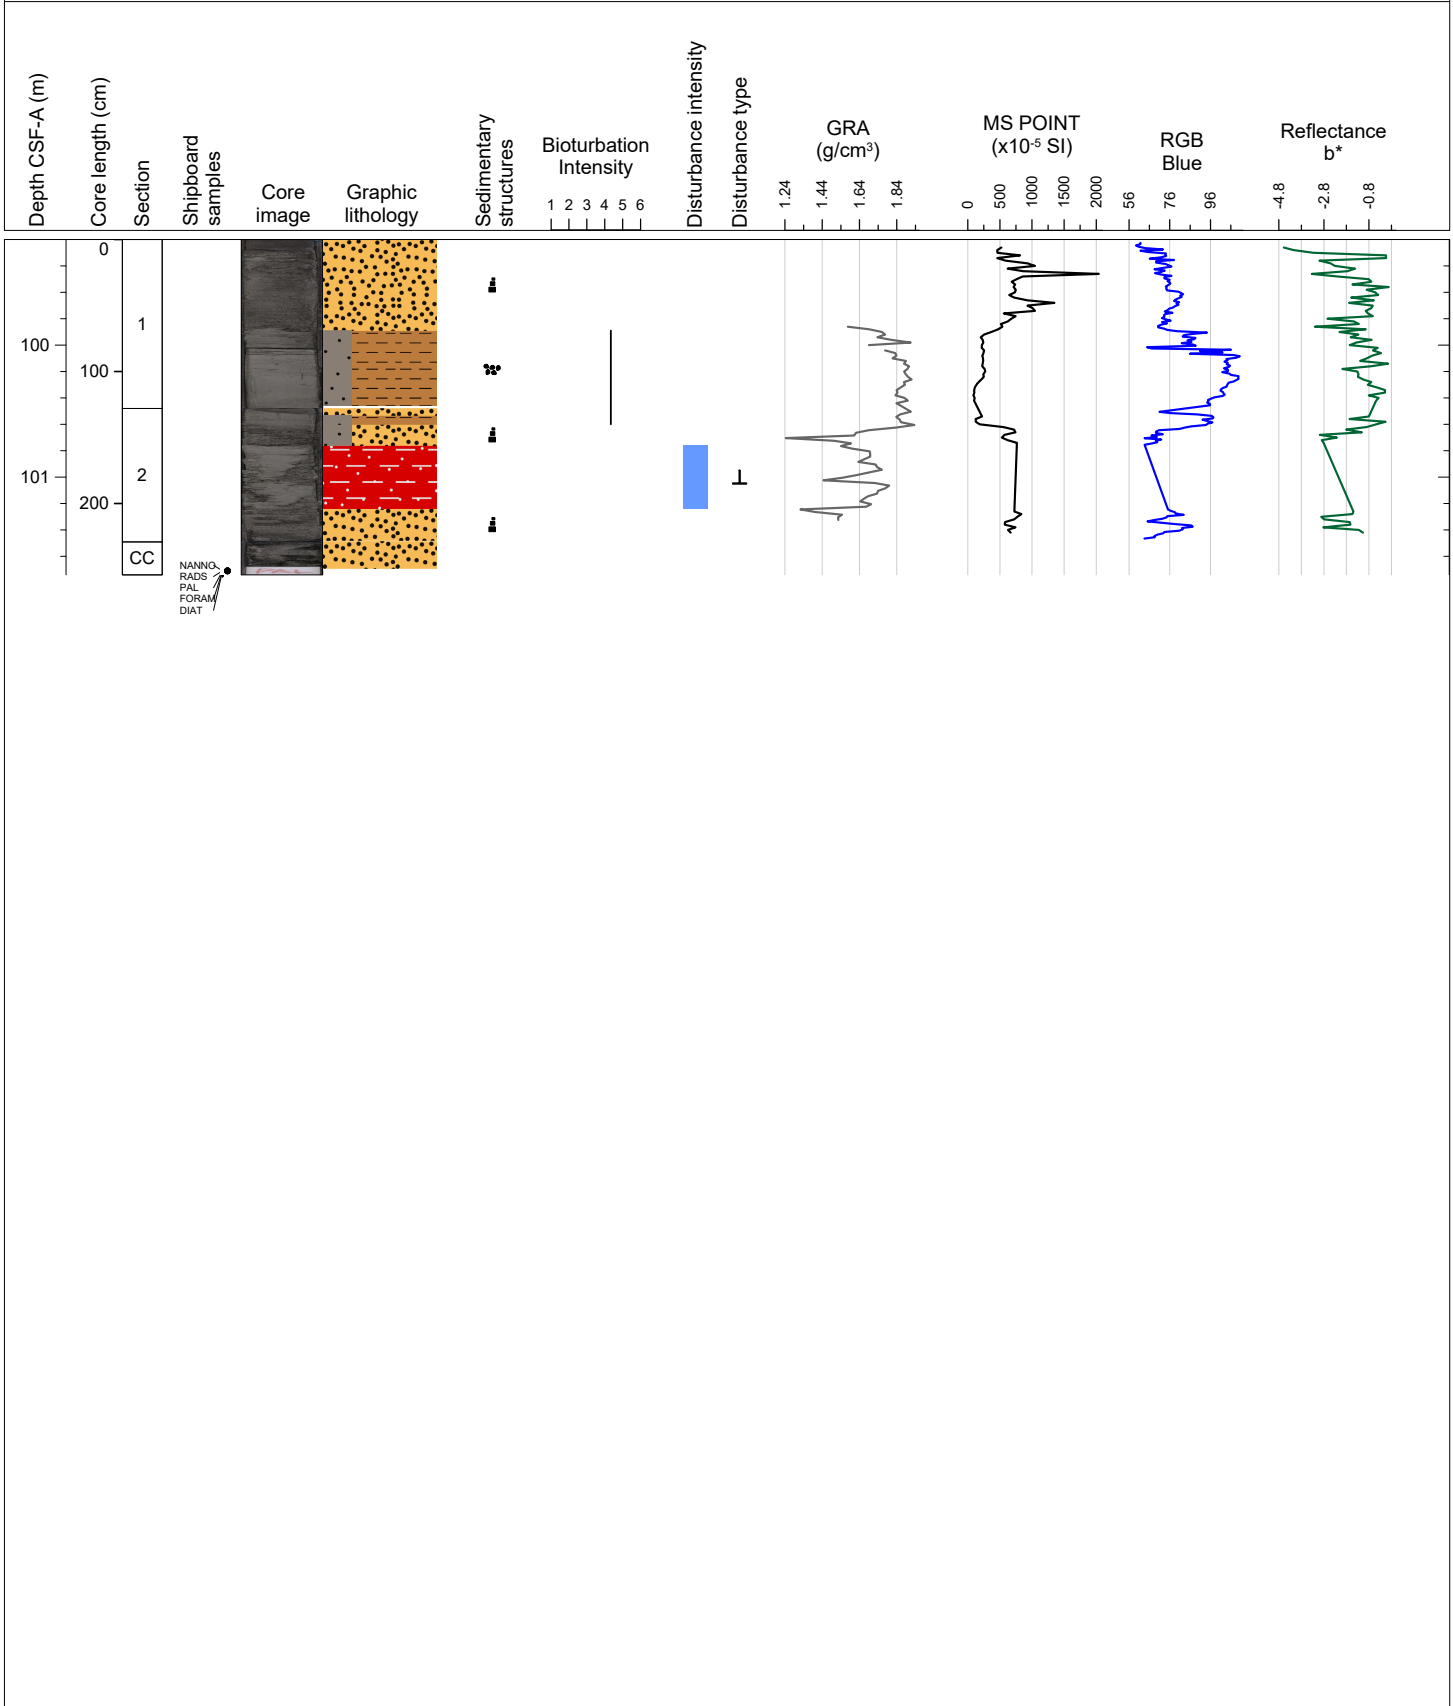 Depth CSF-A (m)
Core length (cm)
Section
Shipboard
samples
Core
image
Graphic
lithology
Sedimentary
structures
Bioturbation
Intensity
1 2 3 4 5 6
Disturbance intensity
Disturbance type
GRA
(g/cm³)
1.24 1.44 1.64 1.84
MS POINT
(x10⁻⁵ SI)
0 500 1000 1500 2000
RGB
Blue
56 76 96
Reflectance
b*
-4.8 -2.8 -0.8
0
1
100
100
2
101
200
CC
NANNO
RADS
PAL
FORAM
DIAT
PAL